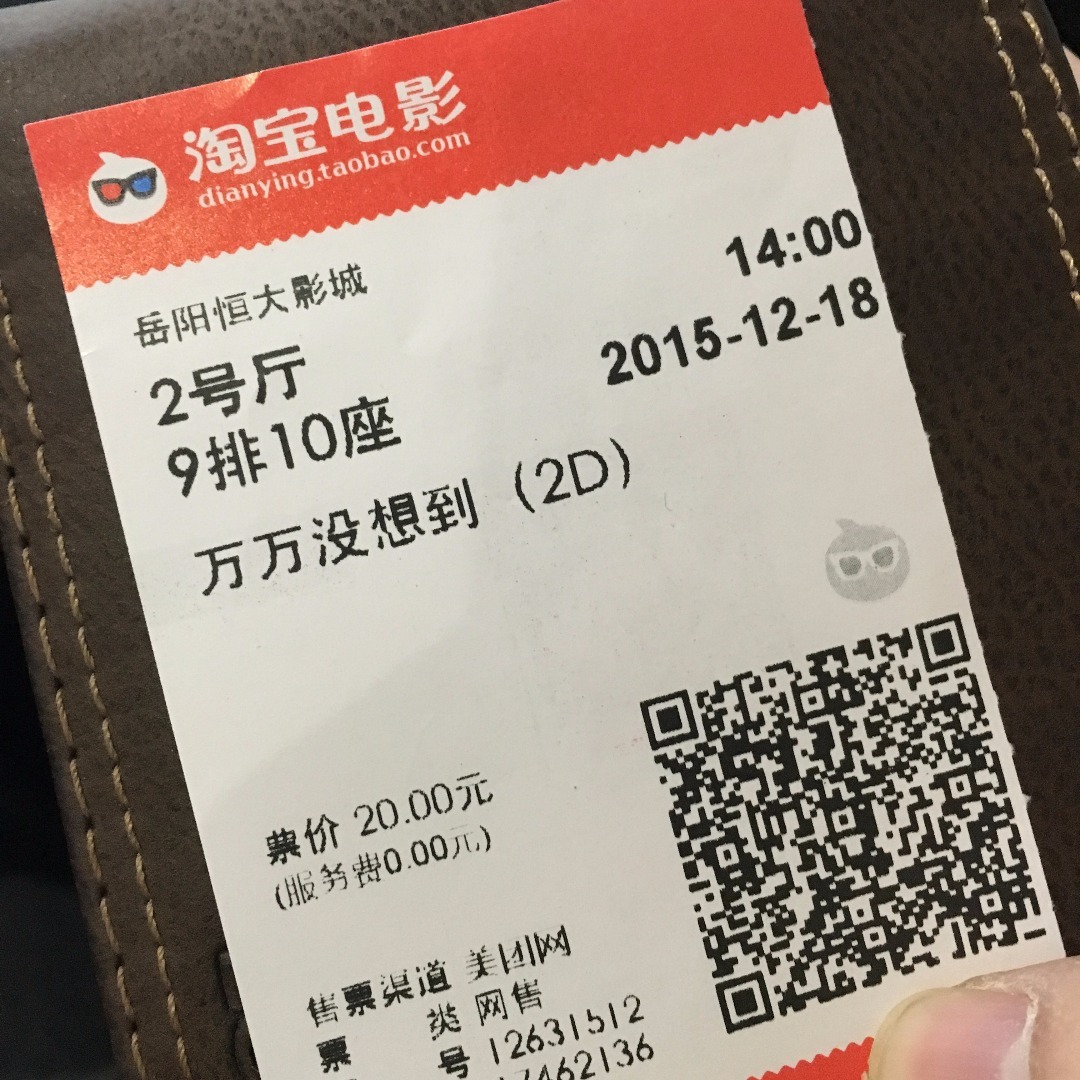 淘宝电影
dianying.taobao.com
14:00
岳阳恒大影城
2015-12-18
2号厅
9排10座
万万没想到（2D）
票价 20.00元
(服务费0.00元)
售票渠道 美团网
票 类 网售
号 12631512
17462136